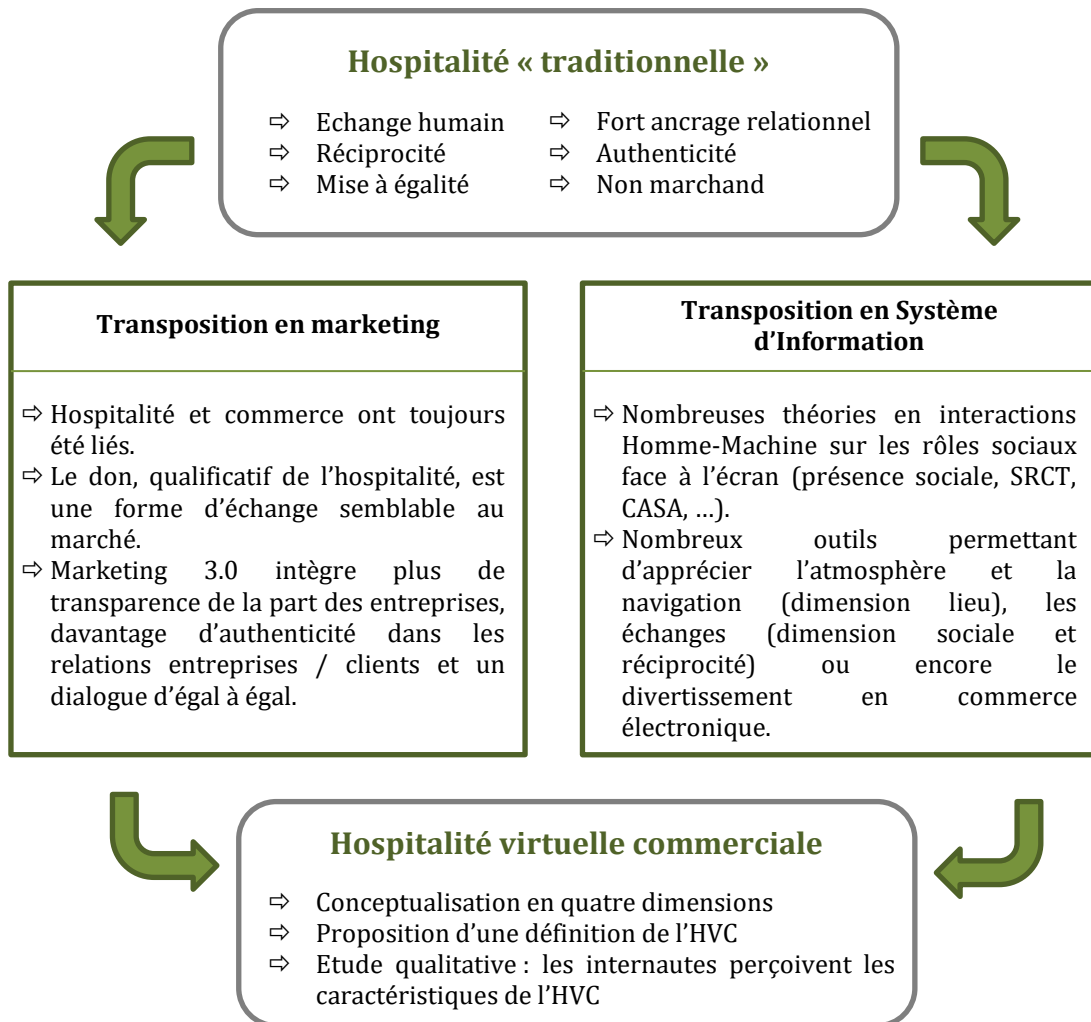 Hospitalité « traditionnelle »
⇨ Echange humain
⇨ Réciprocité
⇨ Mise à égalité
⇨ Fort ancrage relationnel
⇨ Authenticité
⇨ Non marchand
Transposition en marketing
⇨ Hospitalité et commerce ont toujours
été liés.
⇨ Le don, qualificatif de l’hospitalité, est
une forme d’échange semblable au
marché.
⇨ Marketing 3.0 intègre plus de
transparence de la part des entreprises,
davantage d’authenticité dans les
relations entreprises / clients et un
dialogue d’égal à égal.
Transposition en Système
d’Information
⇨ Nombreuses théories en interactions
Homme-Machine sur les rôles sociaux
face à l’écran (présence sociale, SRCT,
CASA, …).
⇨ Nombreux outils permettant
d’apprécier l’atmosphère et la
navigation (dimension lieu), les
échanges (dimension sociale et
réciprocité) ou encore le
divertissement en commerce
électronique.
Hospitalité virtuelle commerciale
⇨ Conceptualisation en quatre dimensions
⇨ Proposition d’une définition de l’HVC
⇨ Etude qualitative : les internautes perçoivent les
caractéristiques de l’HVC